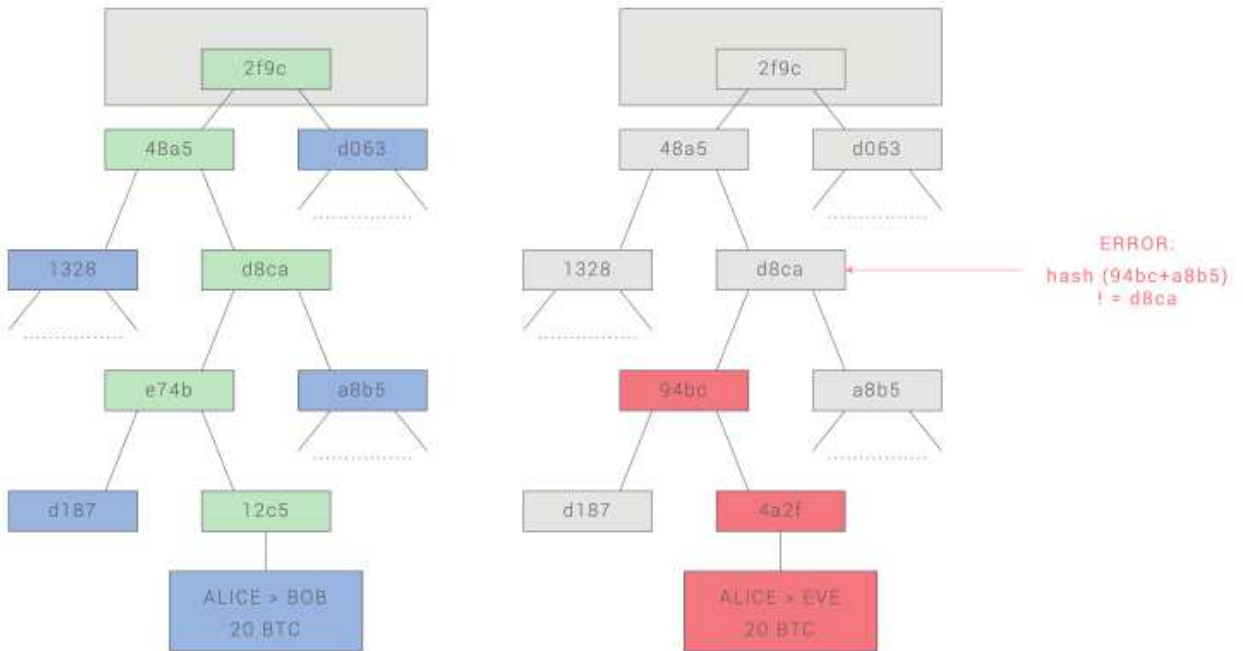 2f9c
48a5
d063
1328
d8ca
e74b
a8b5
d187
12c5
ALICE > BOB
20 BTC
2f9c
48a5
d063
1328
d8ca
ERROR:
hash (94bc+a8b5)
! = d8ca
94bc
a8b5
d187
4a2f
ALICE > EVE
20 BTC